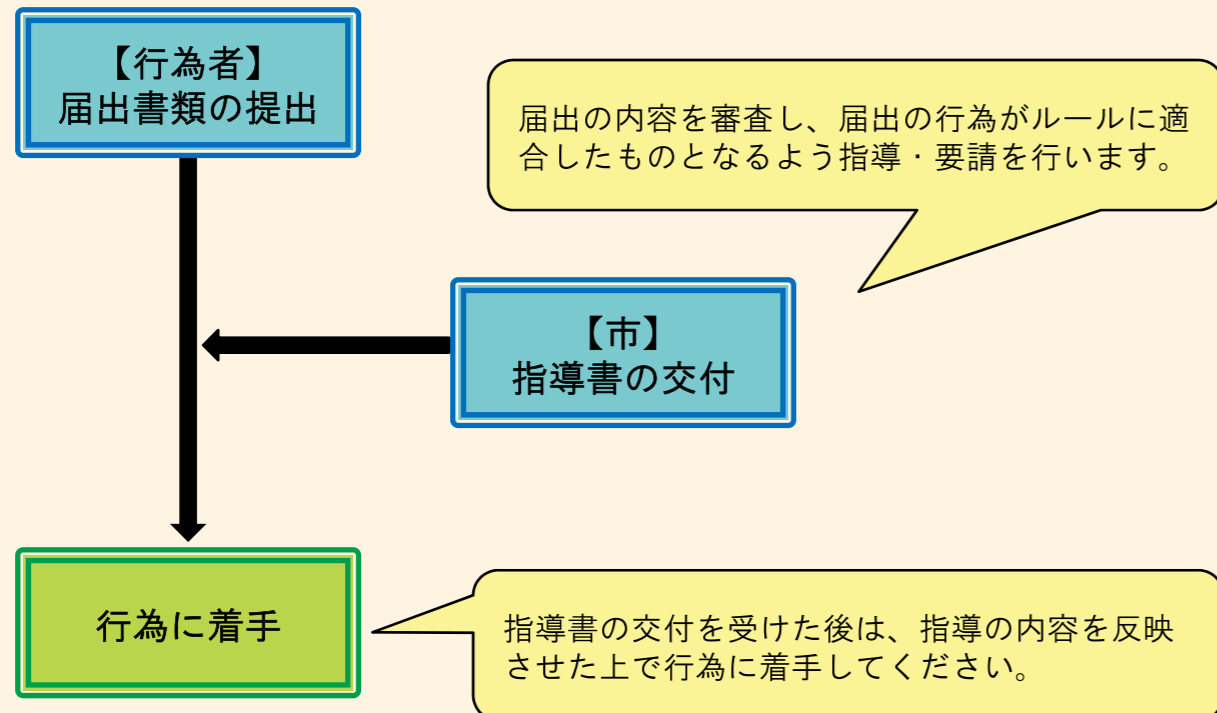 【行為者】
届出書類の提出
届出の内容を審査し、届出の行為がルールに適
合したものとなるよう指導・要請を行います。
【市】
指導書の交付
行為に着手
指導書の交付を受けた後は、指導の内容を反映
させた上で行為に着手してください。